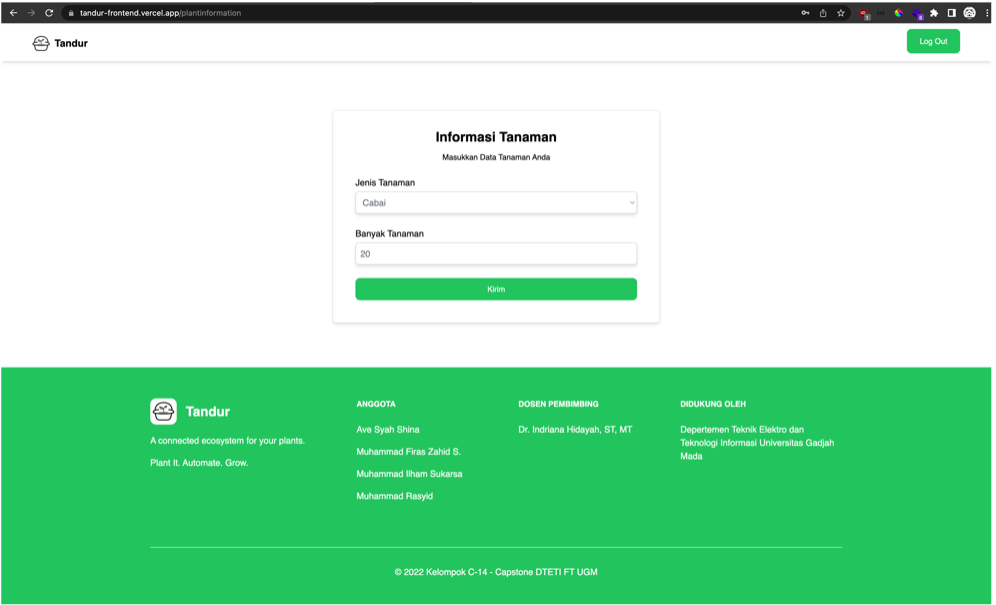 tandur-frontend.vercel.app/plantinformation
Tandur
Log Out
Informasi Tanaman
Masukkan Data Tanaman Anda
Jenis Tanaman
Cabai
Banyak Tanaman
20
Kirim
Tandur
A connected ecosystem for your plants.
Plant It. Automate. Grow.
ANGGOTA
Ave Syah Shina
Muhammad Firas Zahid S.
Muhammad Ilham Sukarsa
Muhammad Rasyid
DOSEN PEMBIMBING
Dr. Indriana Hidayah, ST, MT
DIDUKUNG OLEH
Depertemen Teknik Elektro dan
Teknologi Informasi Universitas Gadjah
Mada
© 2022 Kelompok C-14 - Capstone DTETI FT UGM